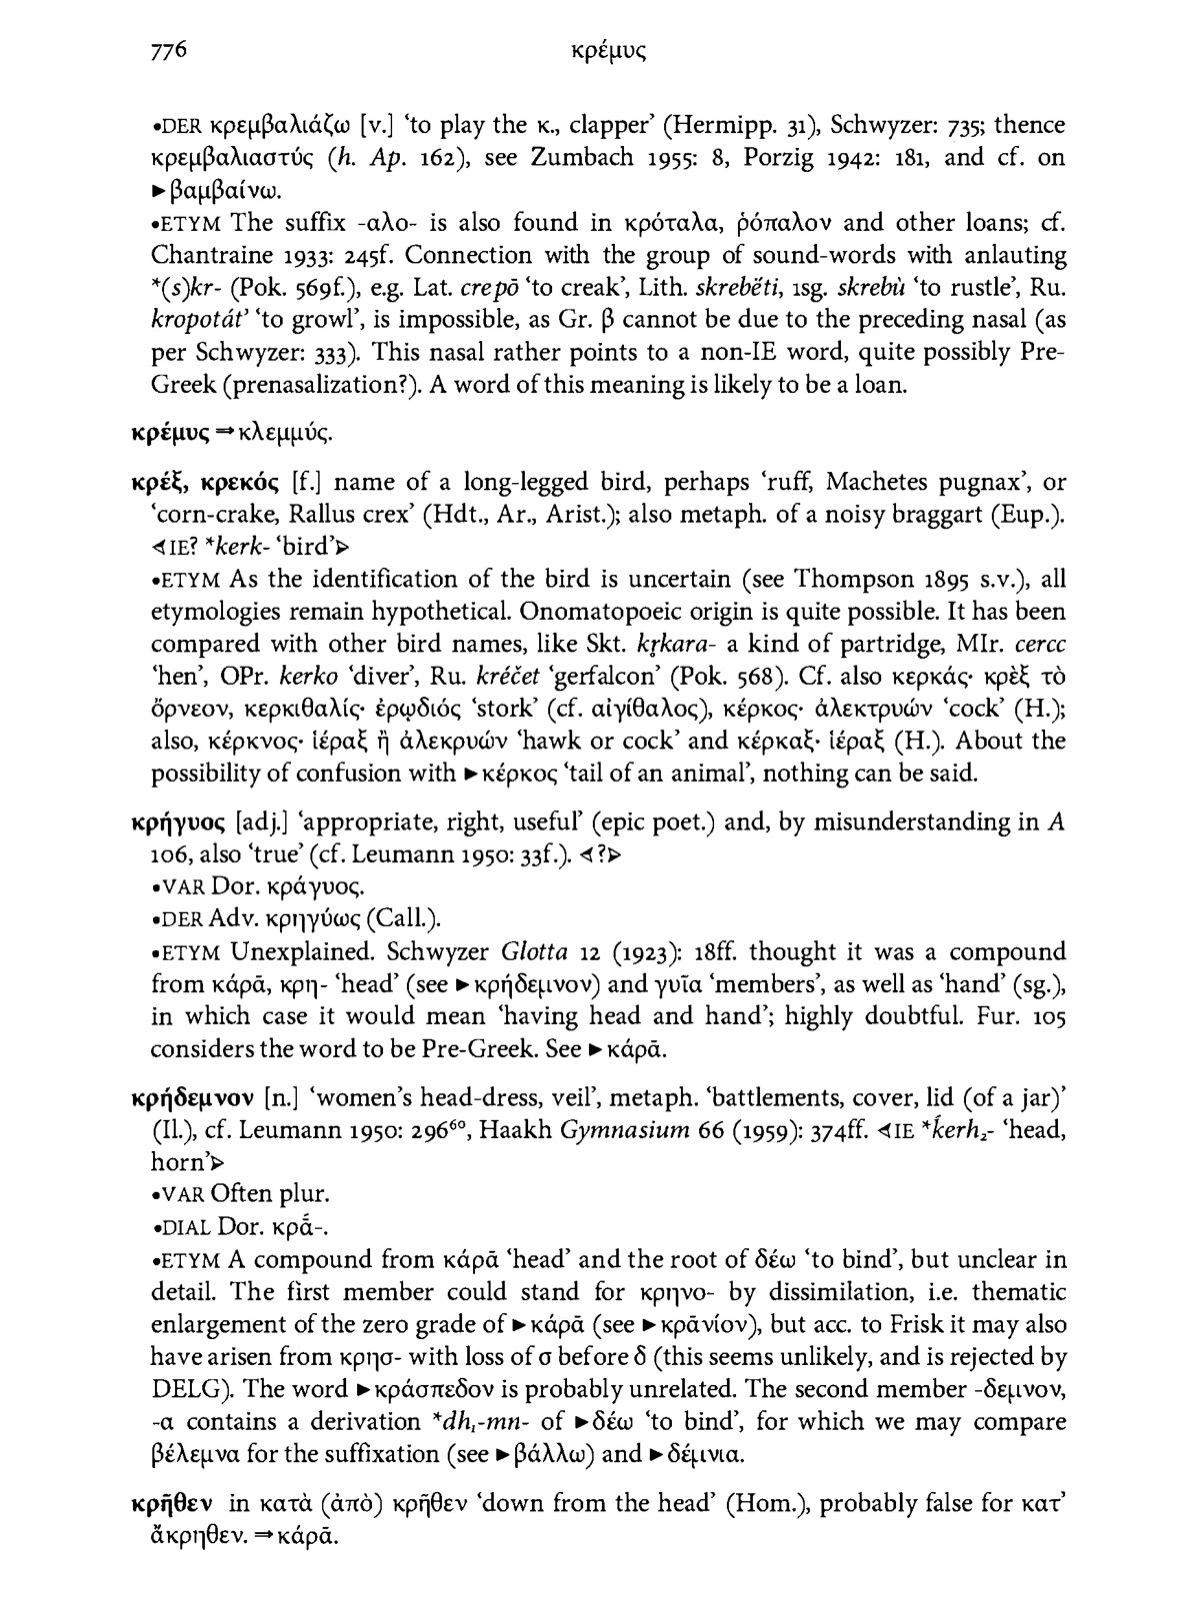 776
κρέμυς
•DER κρεμβαλιάζω [v.] ‘to play the κ., clapper’ (Hermipp. 31), Schwyzer: 735; thence
κρεμβαλιαστύς (h. Ap. 162), see Zumbach 1955: 8, Porzig 1942: 181, and cf. on
►βαμβαίνω.
•ETYM The suffix -αλο- is also found in κρόταλα, ῥόπαλον and other loans; cf.
Chantraine 1933: 245f. Connection with the group of sound-words with anlauting
*(s)kr- (Pok. 569f.), e.g. Lat. crepō ‘to creak’, Lith. skrebė́ti, 1sg. skrebù ‘to rustle’, Ru.
kropotát’ ‘to growl’, is impossible, as Gr. β cannot be due to the preceding nasal (as
per Schwyzer: 333). This nasal rather points to a non-IE word, quite possibly Pre-
Greek (prenasalization?). A word of this meaning is likely to be a loan.
κρέμυς ⇒ κλεμμύς.
κρέξ, κρεκός [f.] name of a long-legged bird, perhaps ‘ruff, Machetes pugnax’, or
‘corn-crake, Rallus crex’ (Hdt., Ar., Arist.); also metaph. of a noisy braggart (Eup.).
⊲IE? *kerk- ‘bird’⊳
•ETYM As the identification of the bird is uncertain (see Thompson 1895 s.v.), all
etymologies remain hypothetical. Onomatopoeic origin is quite possible. It has been
compared with other bird names, like Skt. kr̥kara- a kind of partridge, MIr. cercc
‘hen’, OPr. kerko ‘diver’, Ru. kréčet ‘gerfalcon’ (Pok. 568). Cf. also κερκάς· κρὲξ τὸ
ὄρνεον, κερκιθαλίς· ἐρῳδιός ‘stork’ (cf. αἰγίθαλος), κέρκος· ἀλεκτρυών ‘cock’ (H.);
also, κέρκνος· ἱέραξ ἢ ἀλεκρυών ‘hawk or cock’ and κέρκαξ· ἱέραξ (H.). About the
possibility of confusion with ►κέρκος ‘tail of an animal’, nothing can be said.
κρήγυος [adj.] ‘appropriate, right, useful’ (epic poet.) and, by misunderstanding in A
106, also ‘true’ (cf. Leumann 1950: 33f.). ⊲?⊳
•VAR Dor. κράγυος.
•DER Adv. κρηγύως (Call.).
•ETYM Unexplained. Schwyzer Glotta 12 (1923): 18ff. thought it was a compound
from κάρᾱ, κρη- ‘head’ (see ►κρήδεμνον) and γυῖα ‘members’, as well as ‘hand’ (sg.),
in which case it would mean ‘having head and hand’; highly doubtful. Fur. 105
considers the word to be Pre-Greek. See ►κάρᾱ.
κρήδεμνον [n.] ‘women’s head-dress, veil’, metaph. ‘battlements, cover, lid (of a jar)’
(Il.), cf. Leumann 1950: 296⁶⁰, Haakh Gymnasium 66 (1959): 374ff. ⊲IE *ḱerh₂- ‘head,
horn’⊳
•VAR Often plur.
•DIAL Dor. κρᾱ́-.
•ETYM A compound from κάρᾱ ‘head’ and the root of δέω ‘to bind’, but unclear in
detail. The first member could stand for κρηνο- by dissimilation, i.e. thematic
enlargement of the zero grade of ►κάρᾱ (see ►κρᾱνίον), but acc. to Frisk it may also
have arisen from κρησ- with loss of σ before δ (this seems unlikely, and is rejected by
DELG). The word ►κράσπεδον is probably unrelated. The second member -δεμνον,
-α contains a derivation *dh₁-mn- of ►δέω ‘to bind’, for which we may compare
βέλεμνα for the suffixation (see ►βάλλω) and ►δέμνια.
κρῆθεν in κατὰ (ἀπὸ) κρῆθεν ‘down from the head’ (Hom.), probably false for κατ’
ἄκρηθεν. ⇒ κάρᾱ.